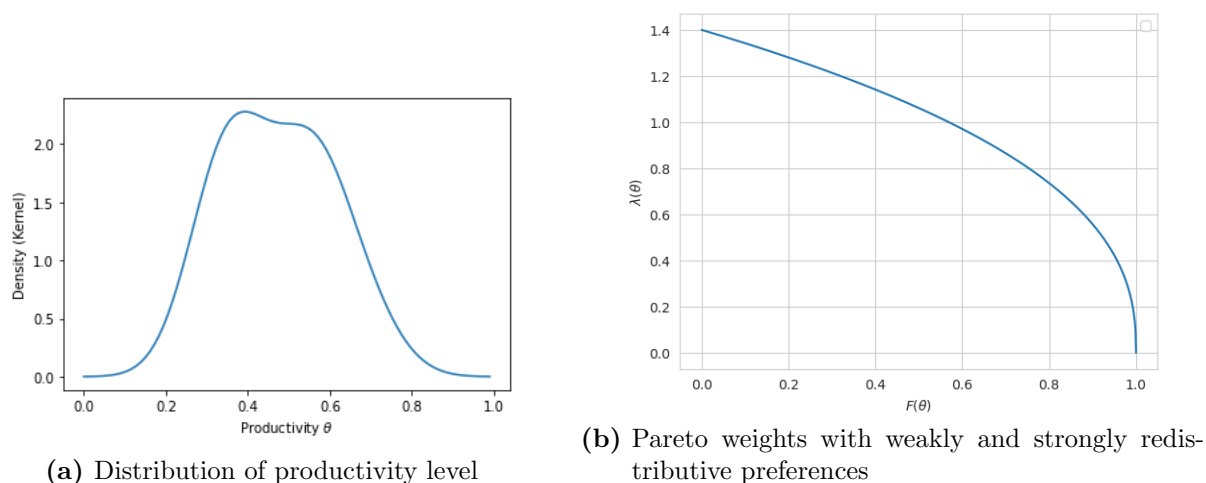 2.0
1.5
1.0
0.5
0.0
Density (Kernel)
0.0 0.2 0.4 0.6 0.8 1.0
Productivity θ
(a) Distribution of productivity level
1.4
1.2
1.0
0.8
0.6
0.4
0.2
0.0
λ(θ)
0.0 0.2 0.4 0.6 0.8 1.0
F(θ)
(b) Pareto weights with weakly and strongly redis-
tributive preferences